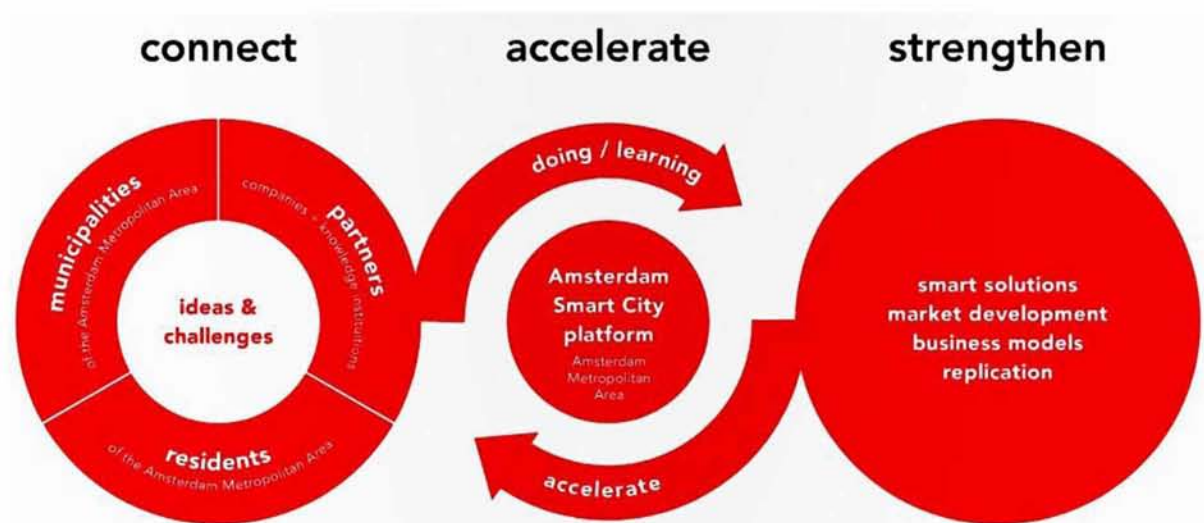 connect
accelerate
strengthen
municipalities
of the Amsterdam Metropolitan Area
partners
companies + knowledge instituitions
residents
of the Amsterdam Metropolitan Area
ideas &
challenges
doing / learning
Amsterdam
Smart City
platform
Amsterdam
Metropolitan
Area
accelerate
smart solutions
market development
business models
replication